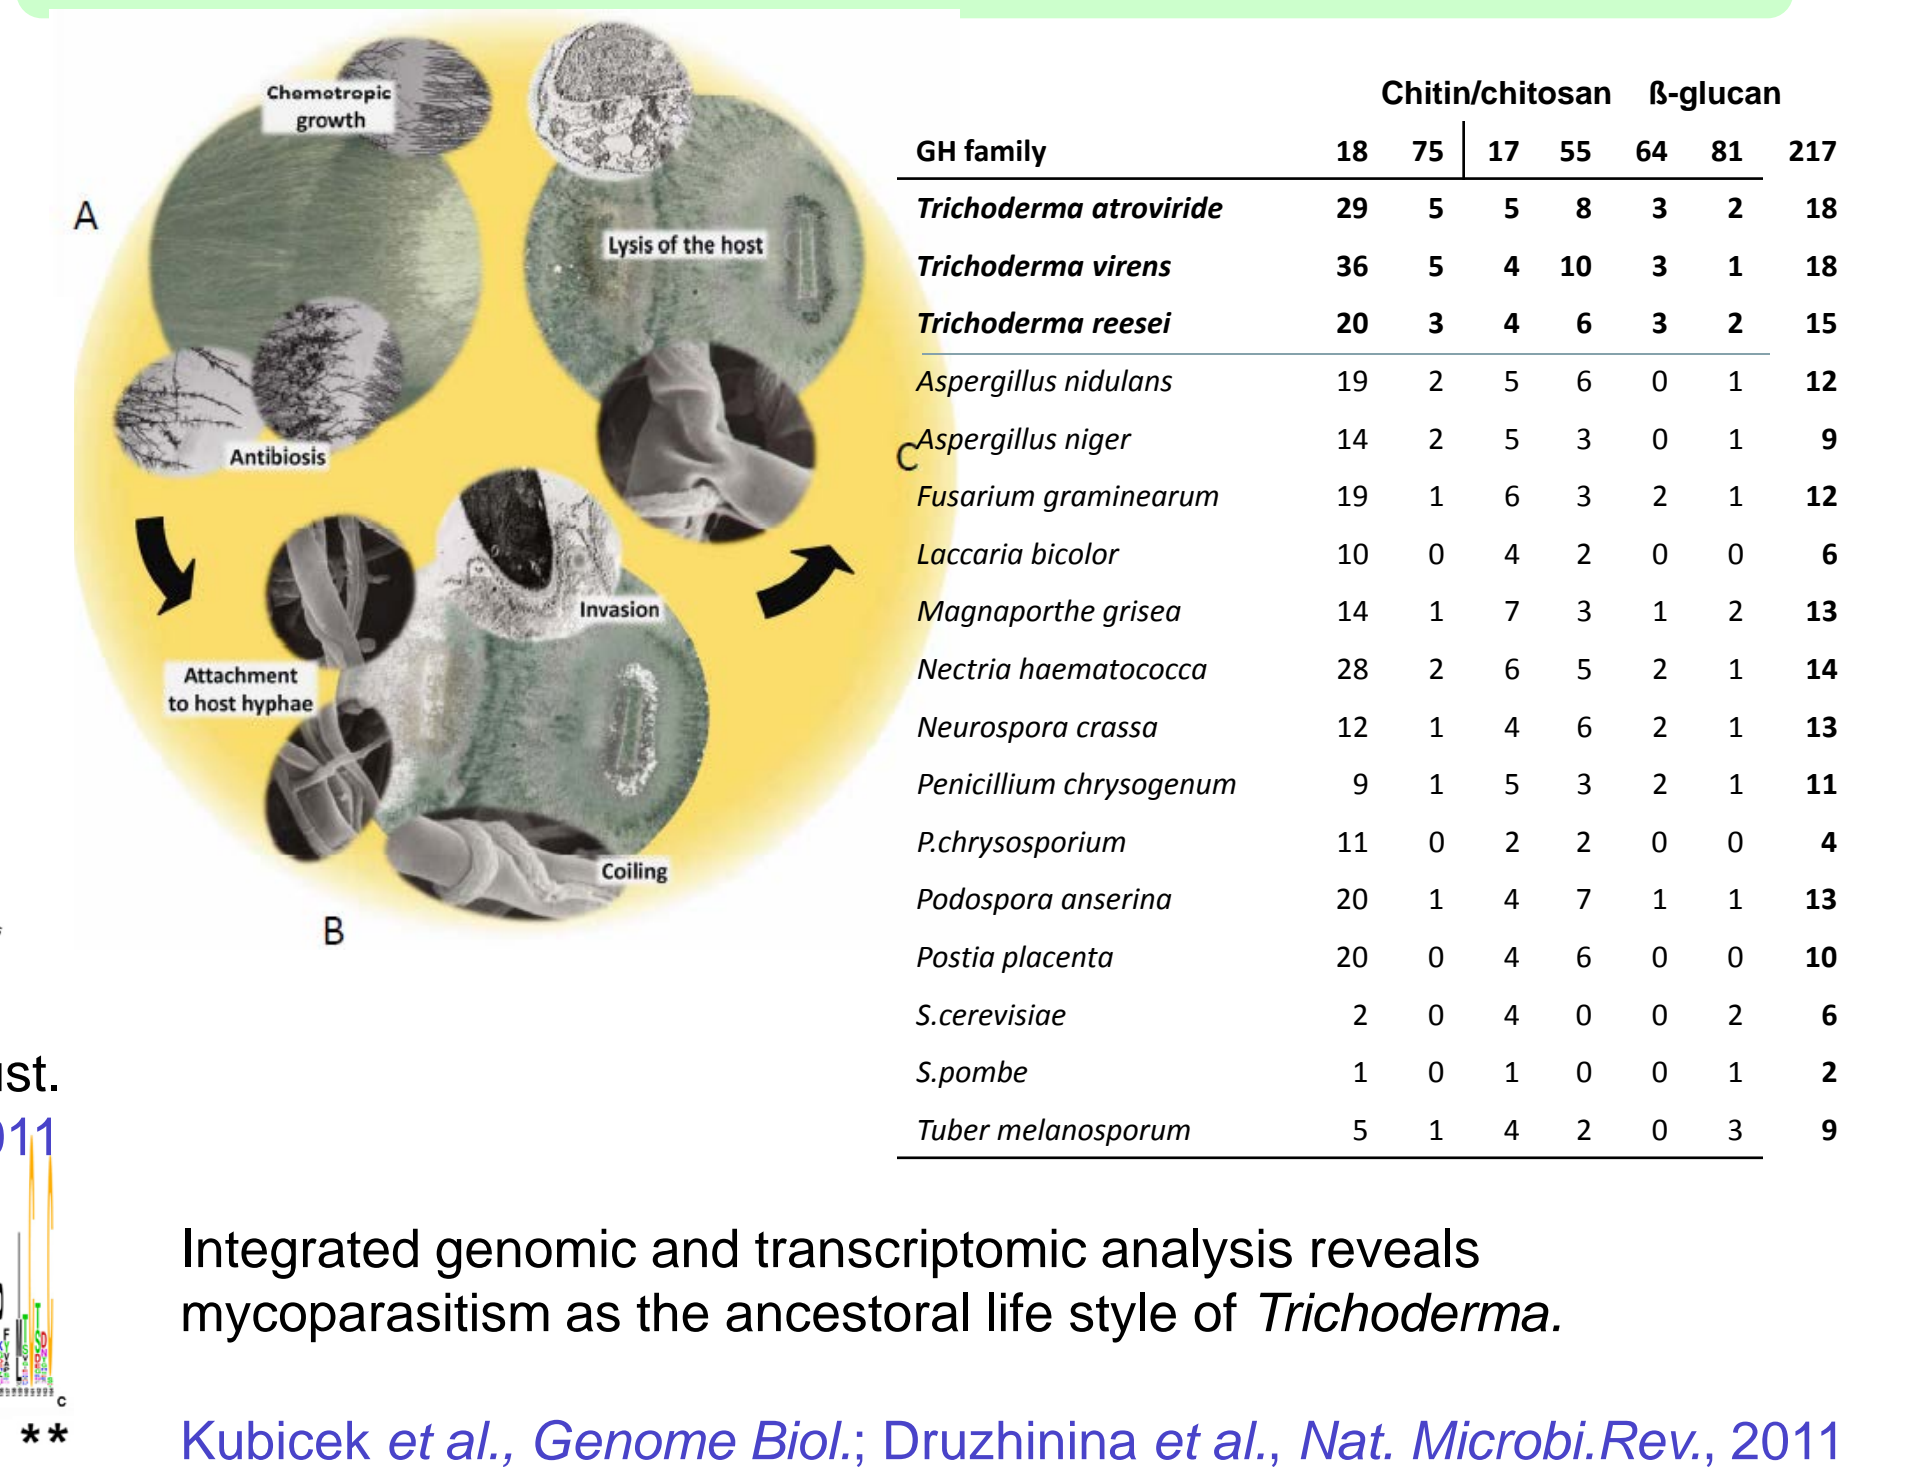 Chemotropic
growth
A
Lysis of the host
Antibiosis
C
Invasion
Attachment
to host hyphae
Coiling
B
Chitin/chitosan ß-glucan
GH family 18 75 17 55 64 81 217
Trichoderma atroviride 29 5 5 8 3 2 18
Trichoderma virens 36 5 4 10 3 1 18
Trichoderma reesei 20 3 4 6 3 2 15
Aspergillus nidulans 19 2 5 6 0 1 12
Aspergillus niger 14 2 5 3 0 1 9
Fusarium graminearum 19 1 6 3 2 1 12
Laccaria bicolor 10 0 4 2 0 0 6
Magnaporthe grisea 14 1 7 3 1 2 13
Nectria haematococca 28 2 6 5 2 1 14
Neurospora crassa 12 1 4 6 2 1 13
Penicillium chrysogenum 9 1 5 3 2 1 11
P.chrysosporium 11 0 2 2 0 0 4
Podospora anserina 20 1 4 7 1 1 13
Postia placenta 20 0 4 6 0 0 10
S.cerevisiae 2 0 4 0 0 2 6
S.pombe 1 0 1 0 0 1 2
Tuber melanosporum 5 1 4 2 0 3 9
ust.
011
C
**
Integrated genomic and transcriptomic analysis reveals
mycoparasitism as the ancestoral life style of Trichoderma.
Kubicek et al., Genome Biol.; Druzhinina et al., Nat. Microbi.Rev., 2011